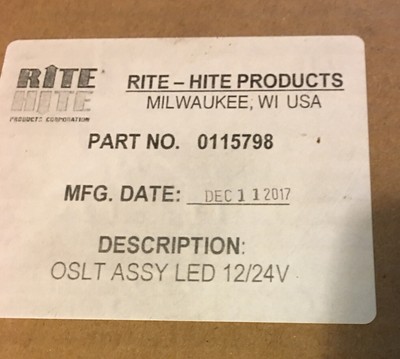 RITE
HITE
PRODUCTS CORPORATION
RITE – HITE PRODUCTS
MILWAUKEE, WI USA
PART NO. 0115798
MFG. DATE: DEC 1 1 2017
DESCRIPTION:
OSLT ASSY LED 12/24V